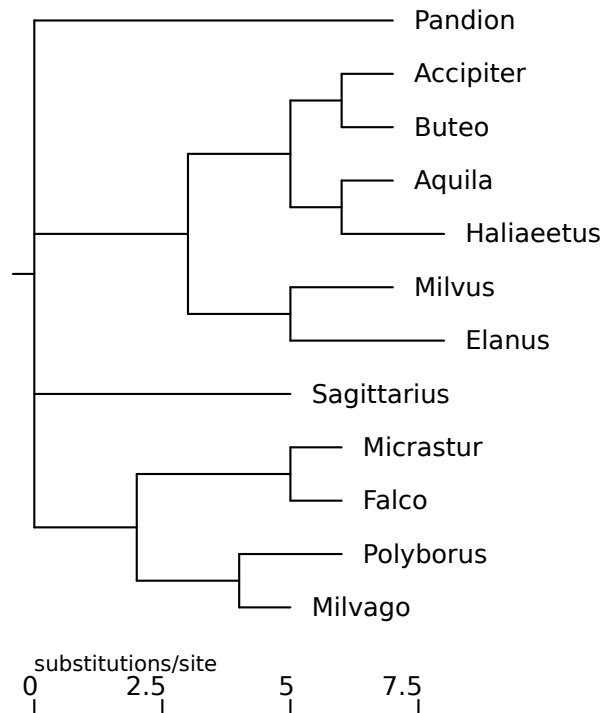 Pandion
Accipiter
Buteo
Aquila
Haliaeetus
Milvus
Elanus
Sagittarius
Micrastur
Falco
Polyborus
Milvago
substitutions/site
0 2.5 5 7.5